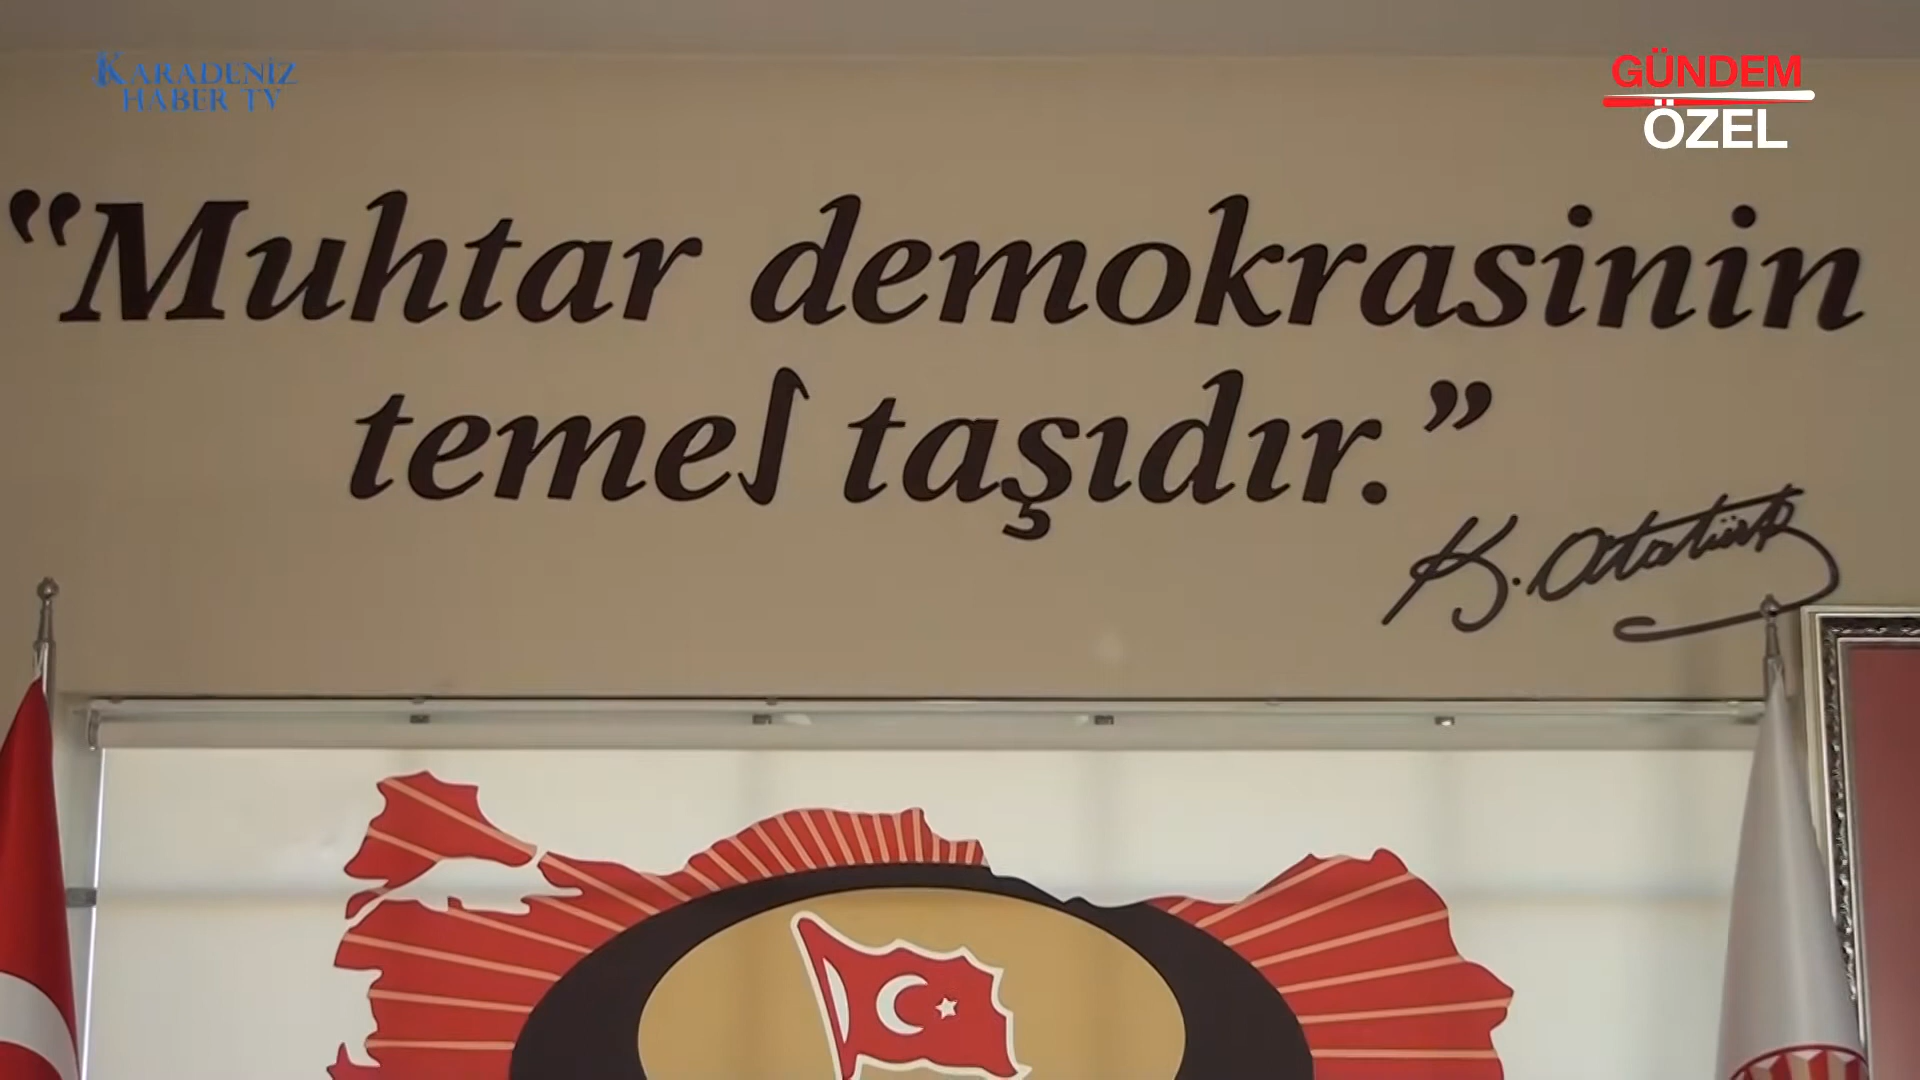 KARADENİZ
HABER TV
GÜNDEM
ÖZEL
“Muhtar demokrasinin
temel taşıdır.”
K. Atatürk